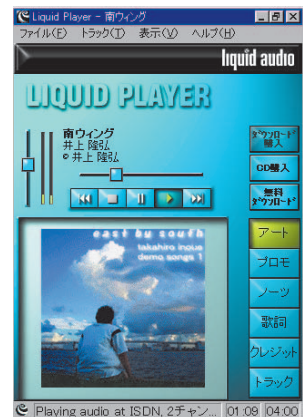 Liquid Player - 南ウィング
ファイル(F) トラック(T) 表示(V) ヘルプ(H)
liquid audio
LIQUID PLAYER
南ウィング
井上 隆弘
© 井上 隆弘
ダウンロード
購入
CD購入
無料
ダウンロード
アート
プロモ
ノーツ
歌詞
クレジット
トラック
east by south
takahiro inoue
demo songs 1
Playing audio at ISDN, 2チャン... 01:09 04:90